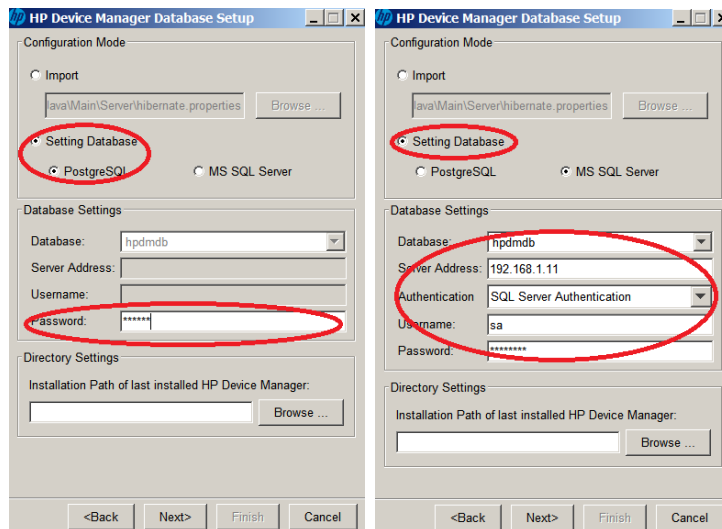 HP Device Manager Database Setup
Configuration Mode
Import
lava\Main\Server\hibernate.properties Browse ...
Setting Database
PostgreSQL MS SQL Server
Database Settings
Database: hpdmdb
Server Address:
Username:
Password: ******
Directory Settings
Installation Path of last installed HP Device Manager:
Browse ...
<Back Next> Finish Cancel
HP Device Manager Database Setup
Configuration Mode
Import
lava\Main\Server\hibernate.properties Browse ...
Setting Database
PostgreSQL MS SQL Server
Database Settings
Database: hpdmdb
Server Address: 192.168.1.11
Authentication SQL Server Authentication
Username: sa
Password: ********
Directory Settings
Installation Path of last installed HP Device Manager:
Browse ...
<Back Next> Finish Cancel